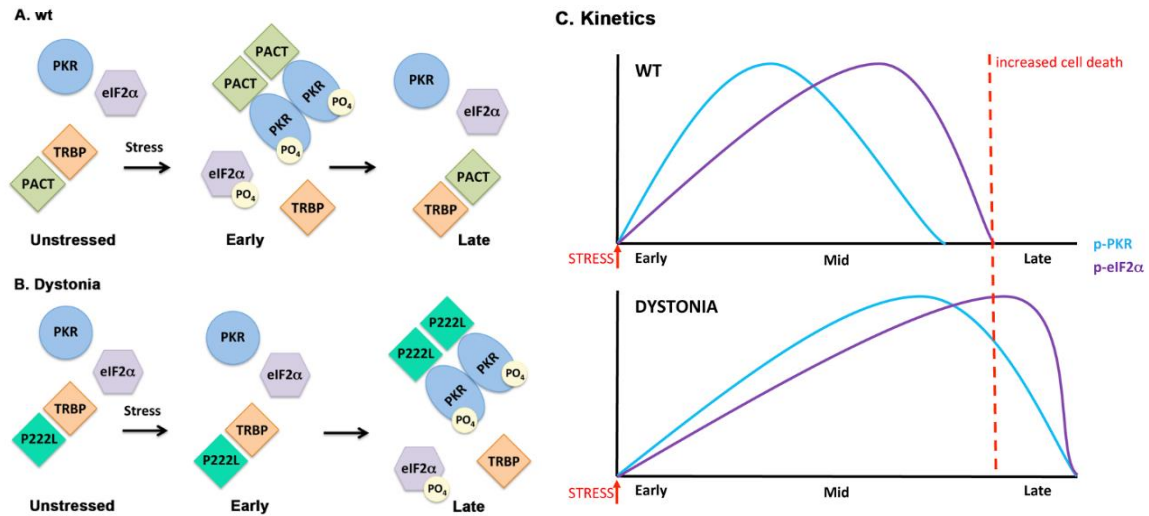 A. wt
PKR
eIF2α
TRBP
PACT
Unstressed
Stress
PACT
PACT
PKR
PO4
PKR
PO4
eIF2α
PO4
TRBP
Early
PKR
eIF2α
PACT
TRBP
Late
B. Dystonia
PKR
eIF2α
TRBP
P222L
Unstressed
Stress
PKR
eIF2α
TRBP
P222L
Early
P222L
P222L
PKR
PO4
PKR
PO4
eIF2α
PO4
TRBP
Late
C. Kinetics
WT
increased cell death
STRESS
Early
Mid
Late
p-PKR
p-eIF2α
DYSTONIA
STRESS
Early
Mid
Late